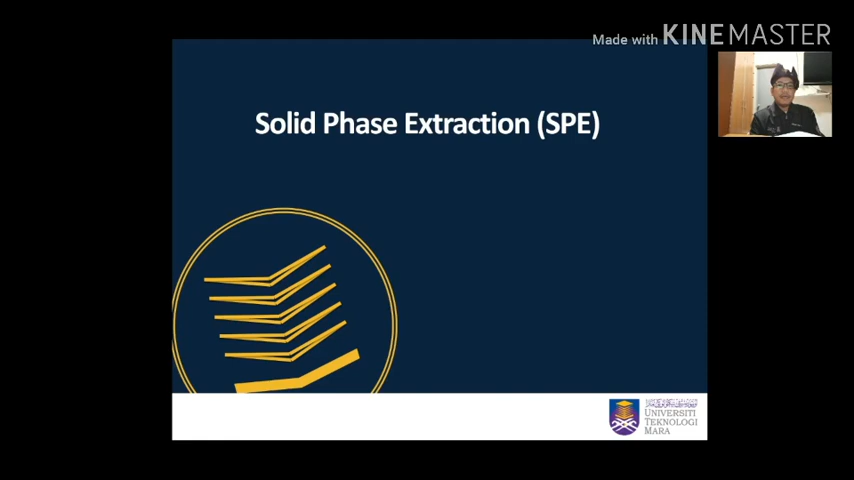 Made with KINEMASTER
Solid Phase Extraction (SPE)
UNIVERSITI
TEKNOLOGI
MARA